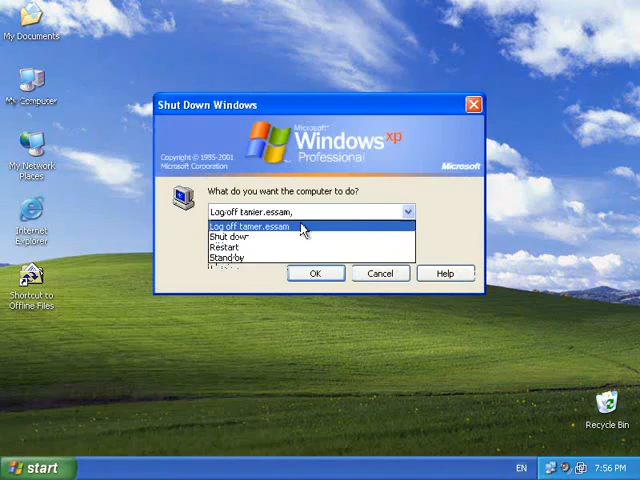 My Documents
My Computer
My Network
Places
Internet
Explorer
Shortcut to
Offline Files
Shut Down Windows
Microsoft
Windows xp
Professional
Copyright © 1985-2001
Microsoft Corporation
Microsoft
What do you want the computer to do?
Log off tamer.essam,
Log off tamer.essam
Shut down
Restart
Stand by
OK
Cancel
Help
Recycle Bin
start
EN
7:56 PM